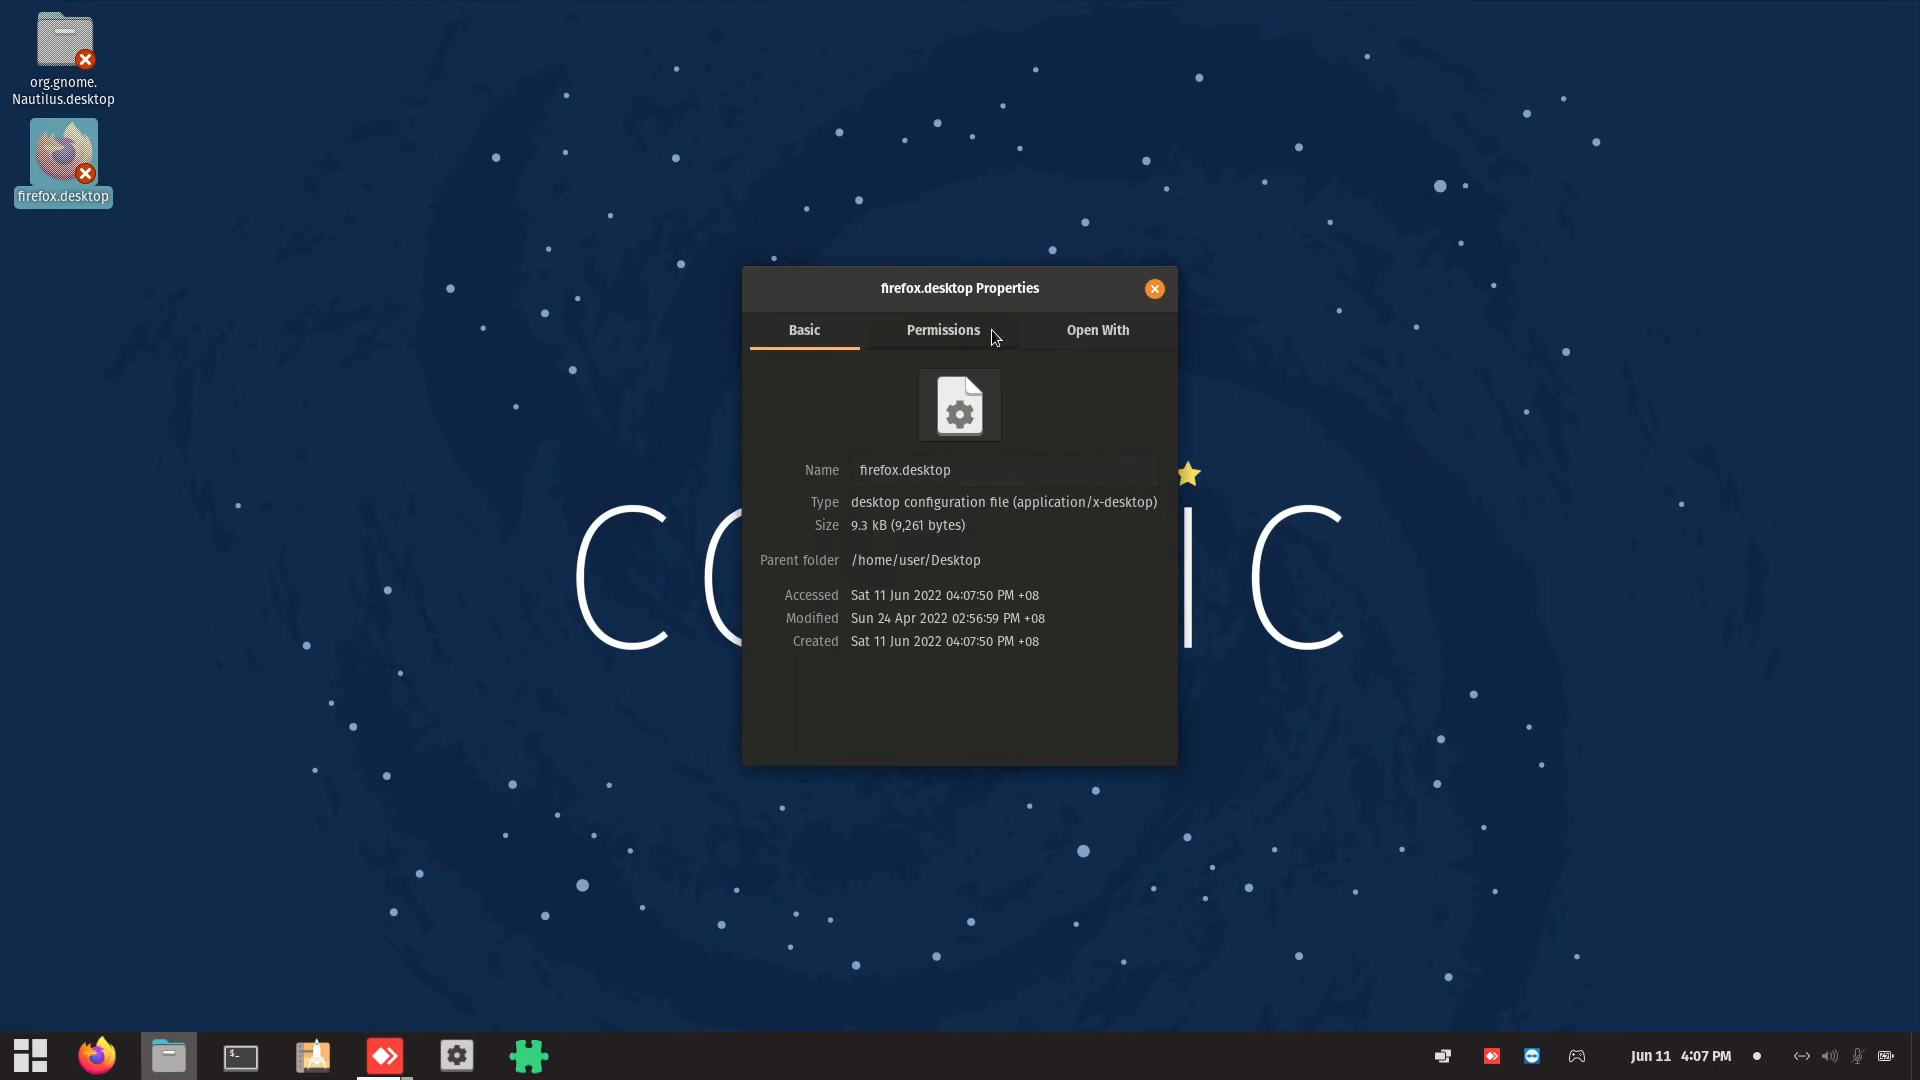 org.gnome.
Nautilus.desktop
firefox.desktop
firefox.desktop Properties
Basic Permissions Open With
Name firefox.desktop
Type desktop configuration file (application/x-desktop)
Size 9.3 kB (9,261 bytes)
Parent folder /home/user/Desktop
Accessed Sat 11 Jun 2022 04:07:50 PM +08
Modified Sun 24 Apr 2022 02:56:59 PM +08
Created Sat 11 Jun 2022 04:07:50 PM +08
C IC
$_
Jun 11 4:07 PM